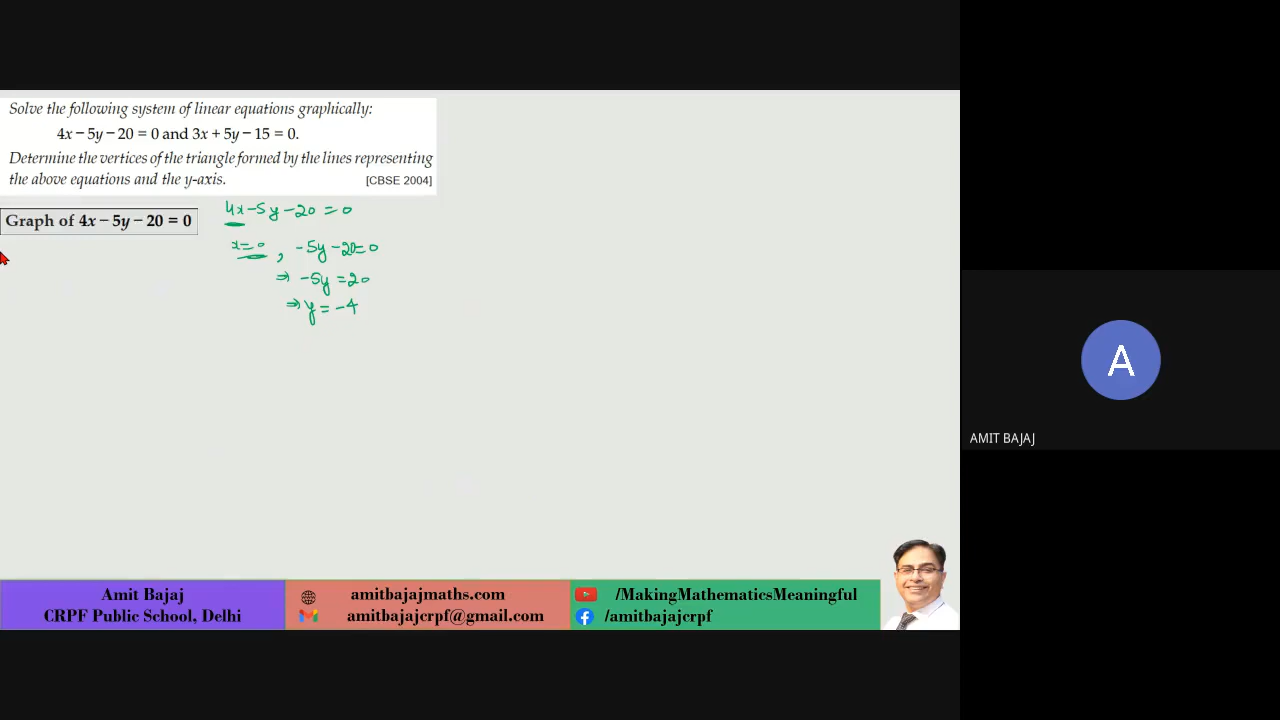 Solve the following system of linear equations graphically:
4x − 5y − 20 = 0 and 3x + 5y − 15 = 0.
Determine the vertices of the triangle formed by the lines representing
the above equations and the y-axis. [CBSE 2004]
Graph of 4x − 5y − 20 = 0
4x - 5y - 20 = 0
x = 0 , - 5y - 20 = 0
⇒ - 5y = 20
⇒ y = - 4
A
AMIT BAJAJ
Amit Bajaj
CRPF Public School, Delhi
amitbajajmaths.com
amitbajajcrpf@gmail.com
/MakingMathematicsMeaningful
/amitbajajcrpf